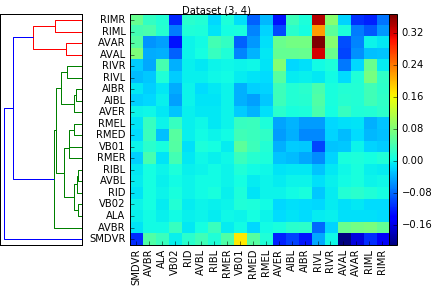 Dataset (3, 4)
RIMR
RIML
AVAR
AVAL
RIVR
RIVL
AIBR
AIBL
AVER
RMEL
RMED
VB01
RMER
RIBL
AVBL
RID
VB02
ALA
AVBR
SMDVR
0.32
0.24
0.16
0.08
0.00
−0.08
−0.16
SMDVR
AVBR
ALA
VB02
RID
AVBL
RIBL
RMER
VB01
RMED
RMEL
AVER
AIBL
AIBR
RIVL
RIVR
AVAL
AVAR
RIML
RIMR